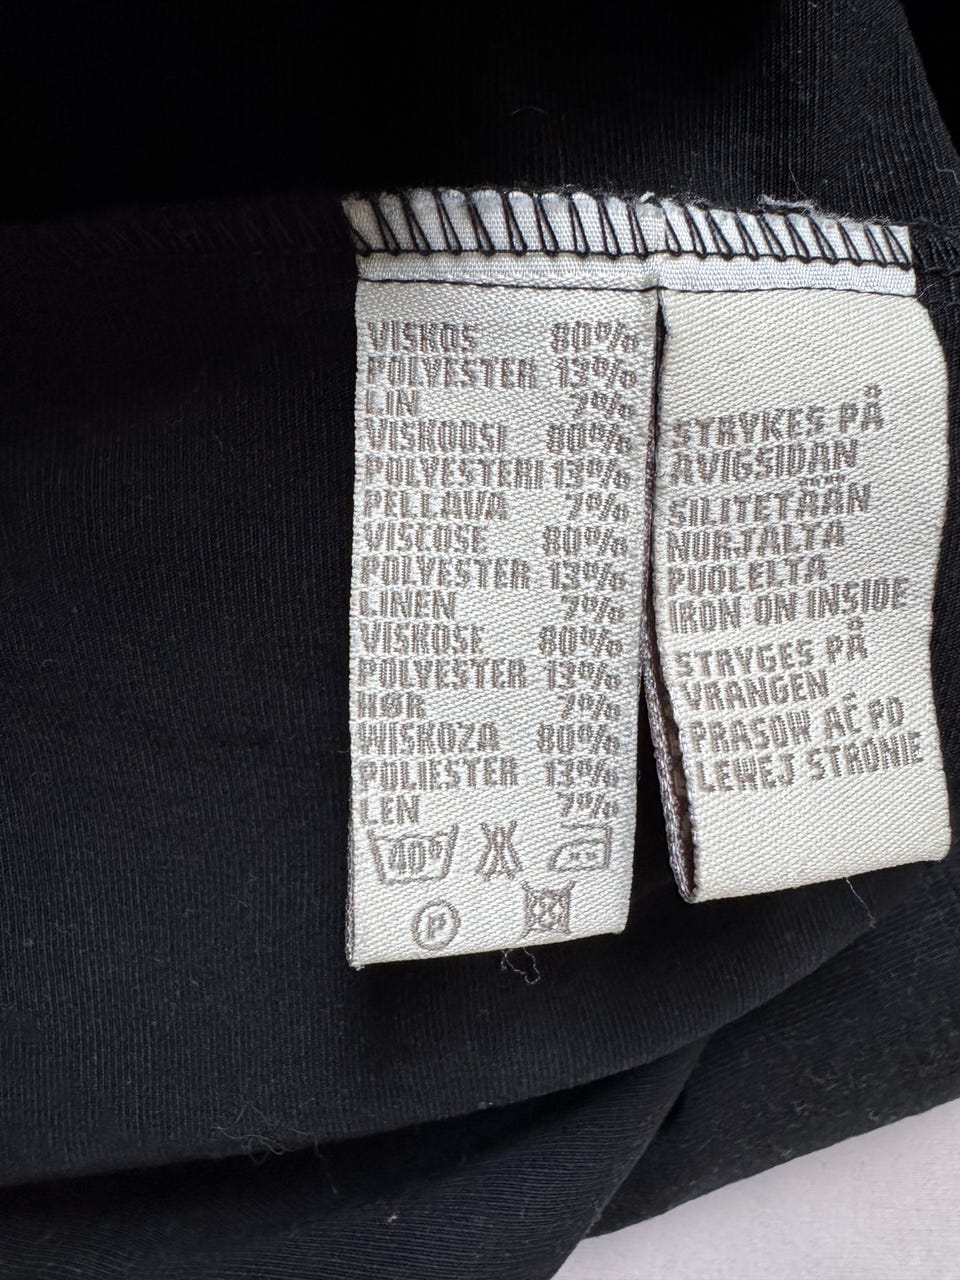 VISKOS 80%
POLYESTER 13%
LIN 7%
VISKOOSI 80%
POLYESTERI 13%
PELLAVA 7%
VISCOSE 80%
POLYESTER 13%
LINEN 7%
VISKOSE 80%
POLYESTER 13%
HØR 7%
WISKOZA 80%
POLIESTER 13%
LEN 7%
40°
P
STRYKES PÅ
AVIGSIDAN
SILITETÄÄN
NURJALTA
PUOLELTA
IRON ON INSIDE
STRYGES PÅ
VRANGEN
PRASOW AĆ PO
LEWEJ STRONIE